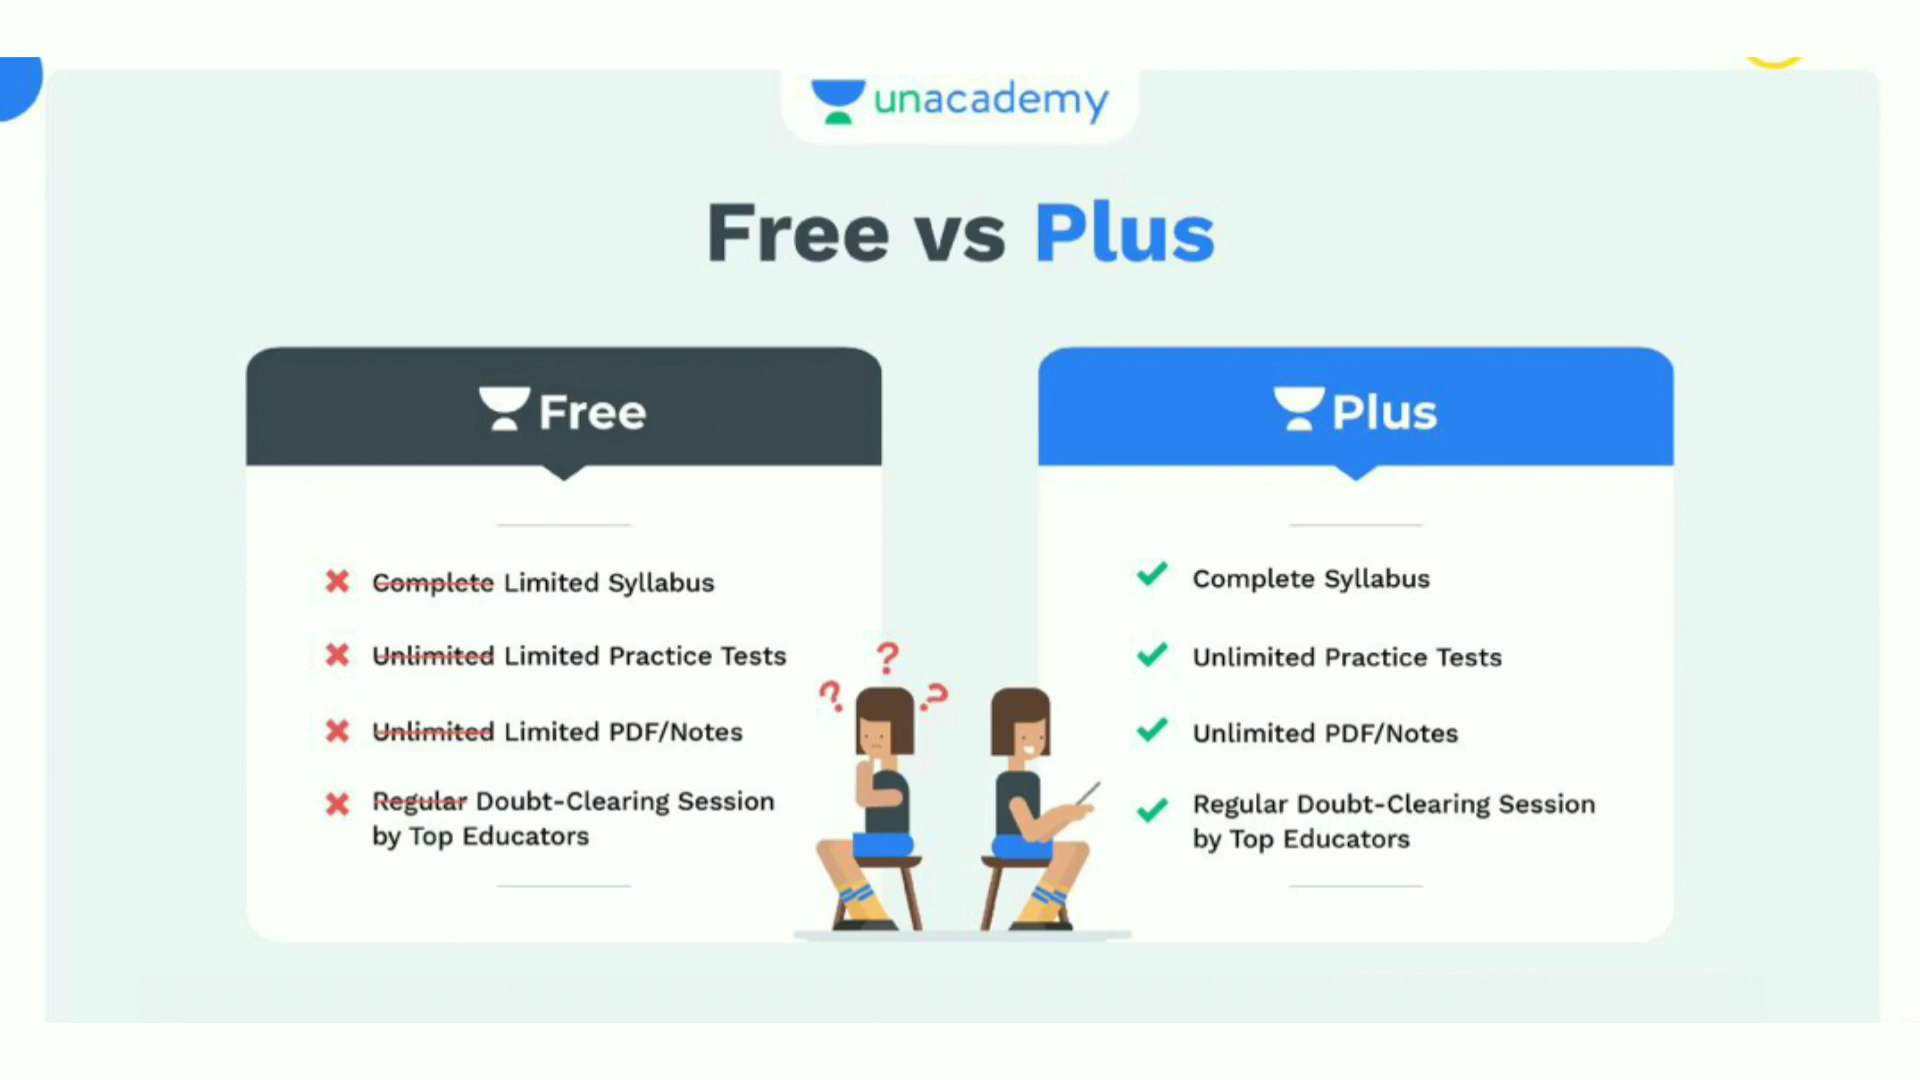 unacademy
Free vs Plus
Free
Complete Limited Syllabus
Unlimited Limited Practice Tests
Unlimited Limited PDF/Notes
Regular Doubt-Clearing Session
by Top Educators
? ? ?
Plus
Complete Syllabus
Unlimited Practice Tests
Unlimited PDF/Notes
Regular Doubt-Clearing Session
by Top Educators